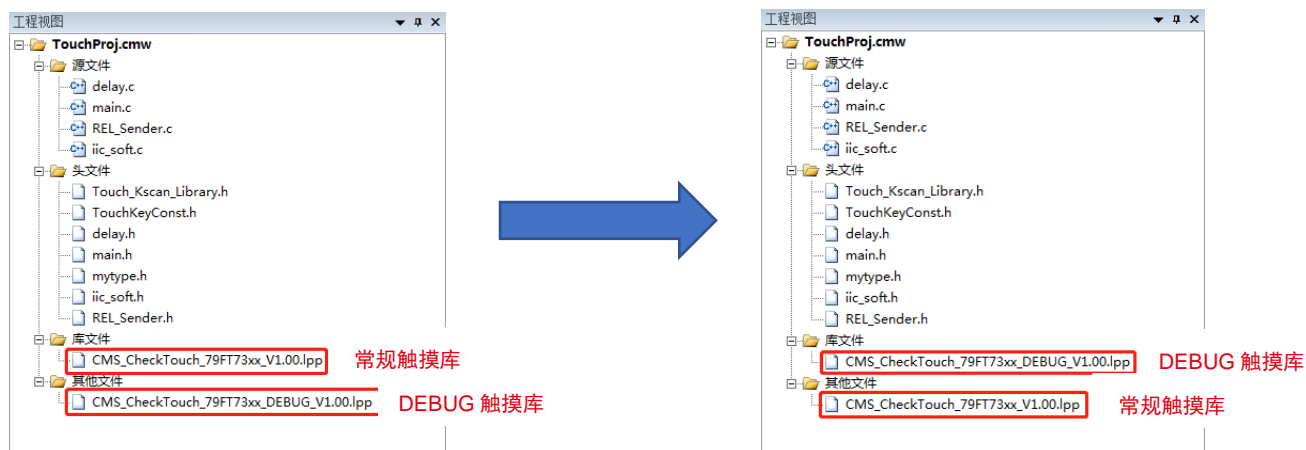 工程视图
TouchProj.cmw
源文件
delay.c
main.c
REL_Sender.c
iic_soft.c
头文件
Touch_Kscan_Library.h
TouchKeyConst.h
delay.h
main.h
mytype.h
iic_soft.h
REL_Sender.h
库文件
CMS_CheckTouch_79FT73xx_V1.00.lpp 常规触摸库
其他文件
CMS_CheckTouch_79FT73xx_DEBUG_V1.00.lpp DEBUG 触摸库
工程视图
TouchProj.cmw
源文件
delay.c
main.c
REL_Sender.c
iic_soft.c
头文件
Touch_Kscan_Library.h
TouchKeyConst.h
delay.h
main.h
mytype.h
iic_soft.h
REL_Sender.h
库文件
CMS_CheckTouch_79FT73xx_DEBUG_V1.00.lpp DEBUG 触摸库
其他文件
CMS_CheckTouch_79FT73xx_V1.00.lpp 常规触摸库